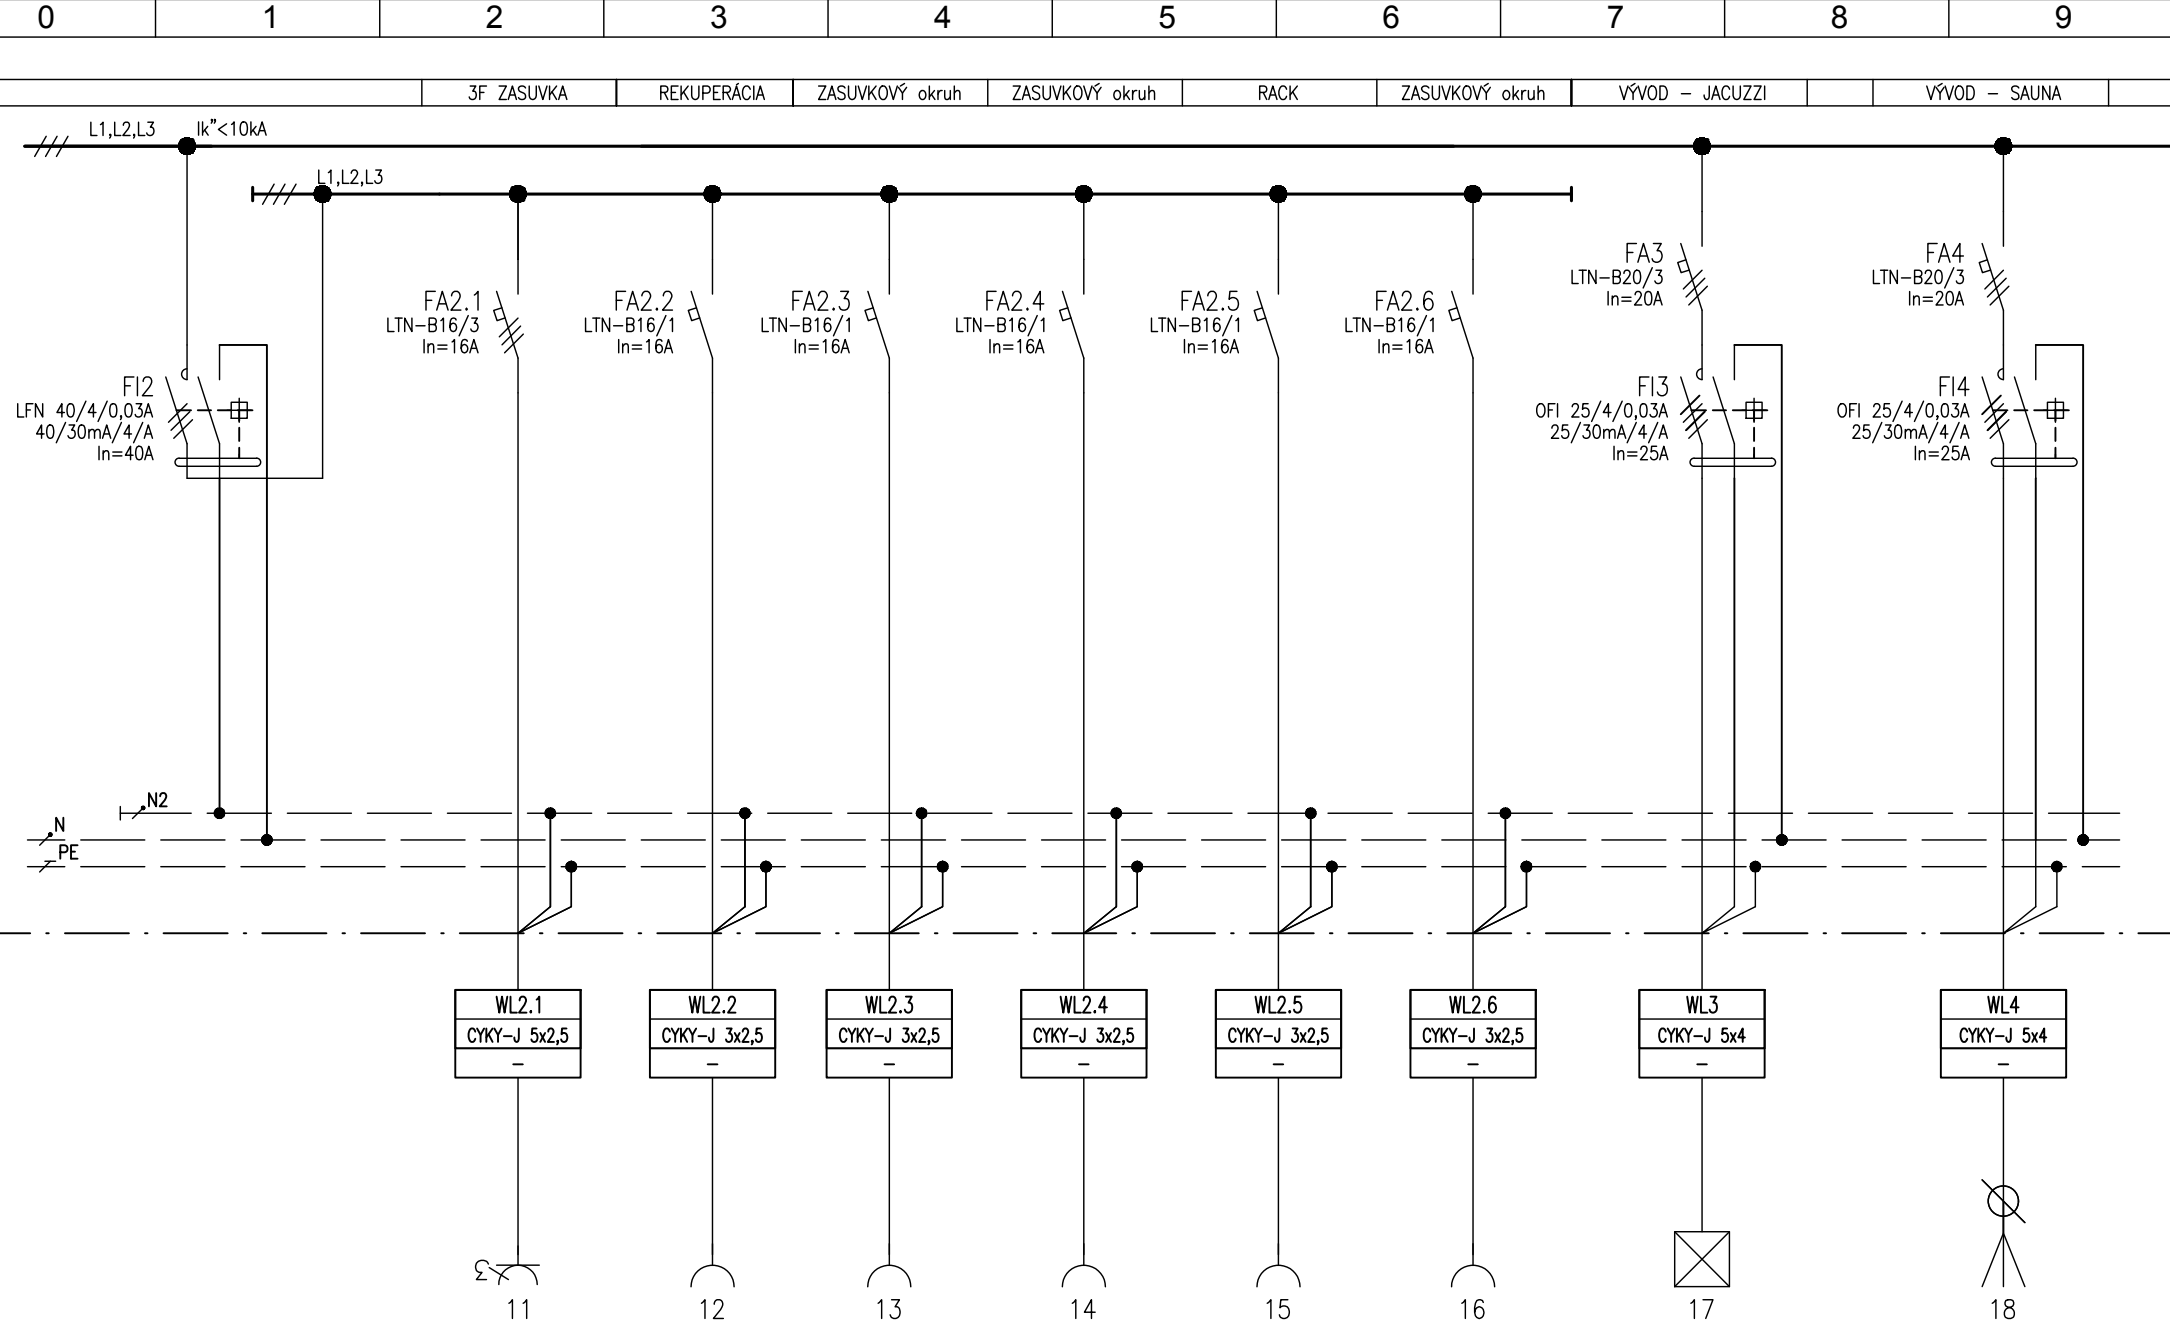 0 1 2 3 4 5 6 7 8 9
3F ZASUVKA REKUPERÁCIA ZASUVKOVÝ okruh ZASUVKOVÝ okruh RACK ZASUVKOVÝ okruh VÝVOD – JACUZZI VÝVOD – SAUNA
L1,L2,L3 Ik"<10kA
L1,L2,L3
FA3 FA4
LTN–B20/3 LTN–B20/3
In=20A In=20A
FA2.1 FA2.2 FA2.3 FA2.4 FA2.5 FA2.6
LTN–B16/3 LTN–B16/1 LTN–B16/1 LTN–B16/1 LTN–B16/1 LTN–B16/1
In=16A In=16A In=16A In=16A In=16A In=16A
FI2 FI3 FI4
LFN 40/4/0,03A OFI 25/4/0,03A OFI 25/4/0,03A
40/30mA/4/A 25/30mA/4/A 25/30mA/4/A
In=40A In=25A In=25A
N2
N
PE
WL2.1 WL2.2 WL2.3 WL2.4 WL2.5 WL2.6 WL3 WL4
CYKY–J 5x2,5 CYKY–J 3x2,5 CYKY–J 3x2,5 CYKY–J 3x2,5 CYKY–J 3x2,5 CYKY–J 3x2,5 CYKY–J 5x4 CYKY–J 5x4
– – – – – – – –
3
11 12 13 14 15 16 17 18